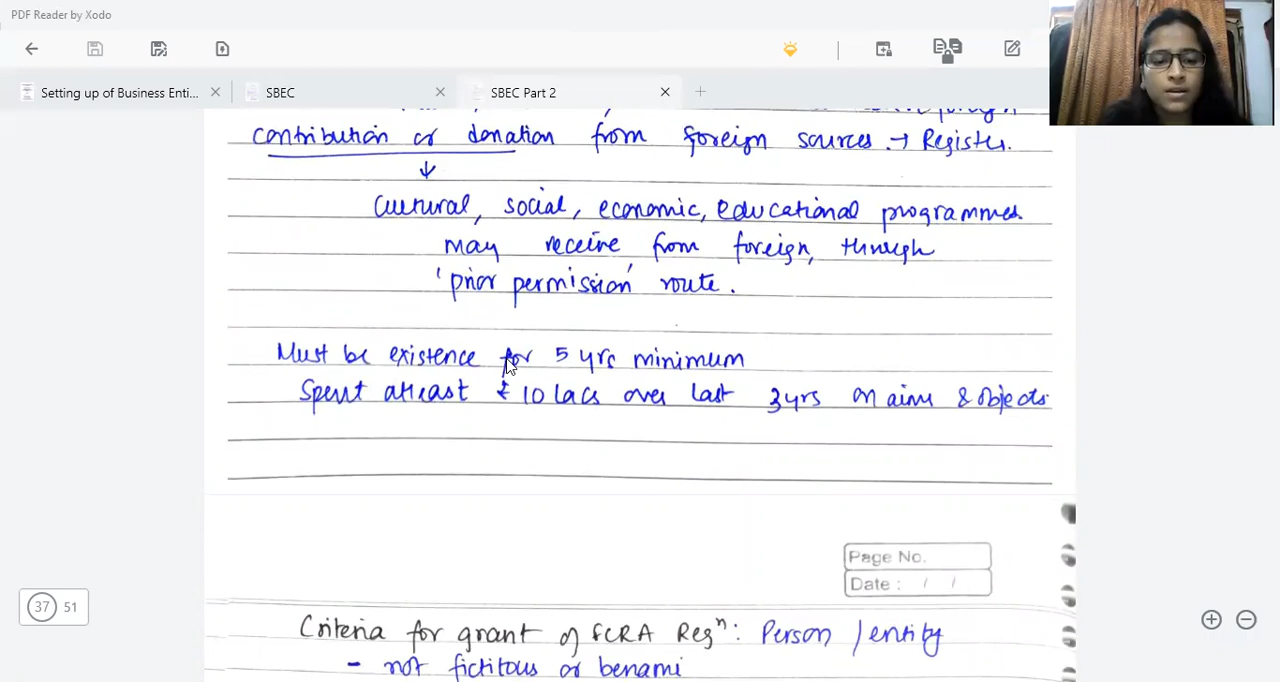 PDF Reader by Xodo
Setting up of Business Enti...
SBEC
SBEC Part 2
contribution or donation from foreign sources. → Register.
↓
Cultural, social, economic, educational programmes
may receive from foreign, through
'prior permission' route.
Must be existence for 5 yrs minimum
Spent atleast ₹ 10 lacs over last 3yrs on aims & objects.
Page No.
Date : / /
37 51
Criteria for grant of FCRA Regⁿ: Person / entity
- not fictitous or benami